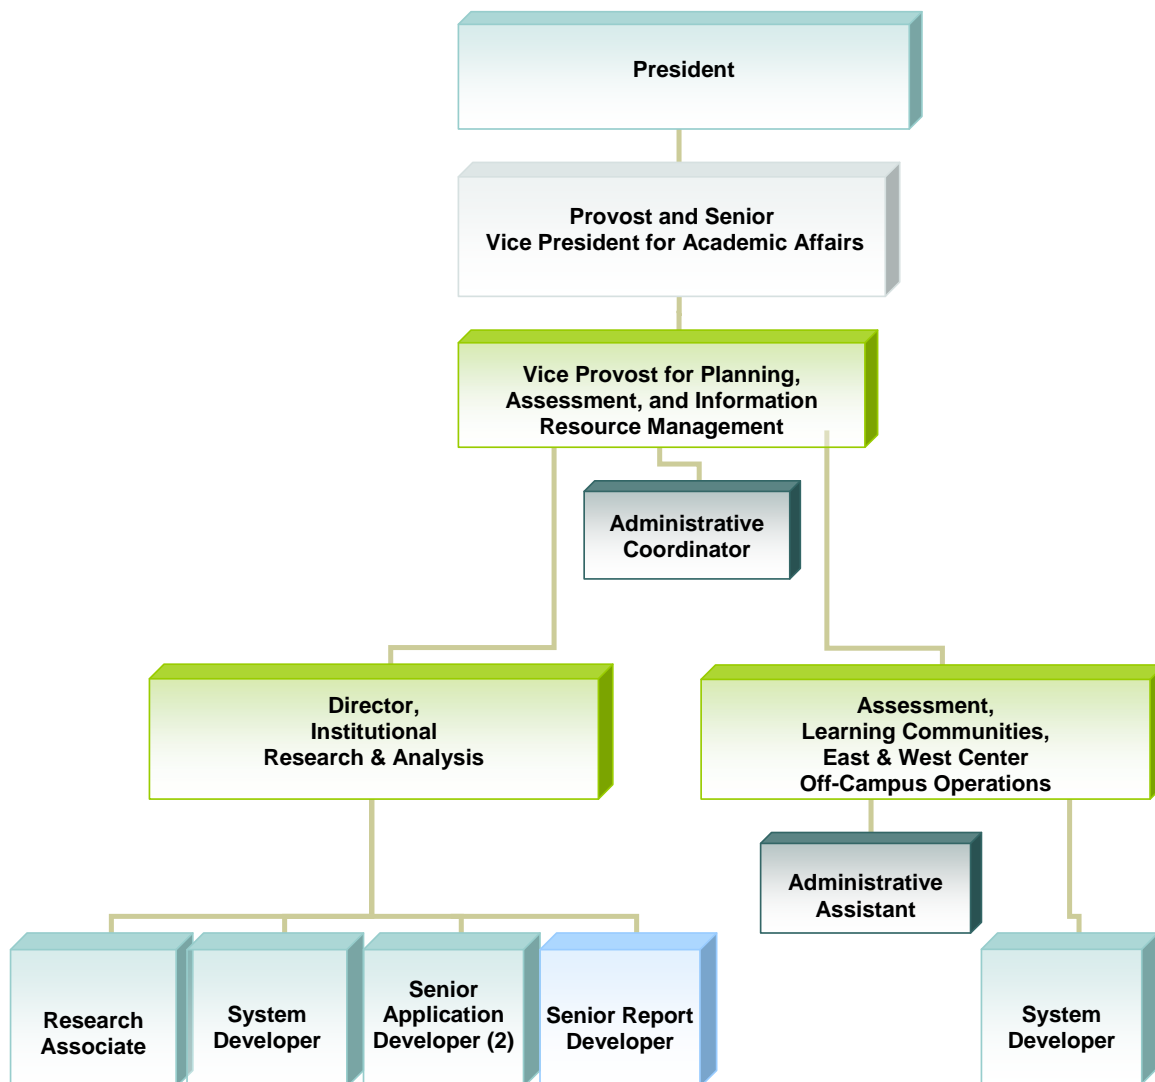 President
Provost and Senior
Vice President for Academic Affairs
Vice Provost for Planning,
Assessment, and Information
Resource Management
Administrative
Coordinator
Director,
Institutional
Research & Analysis
Assessment,
Learning Communities,
East & West Center
Off-Campus Operations
Administrative
Assistant
Research
Associate
System
Developer
Senior
Application
Developer (2)
Senior Report
Developer
System
Developer